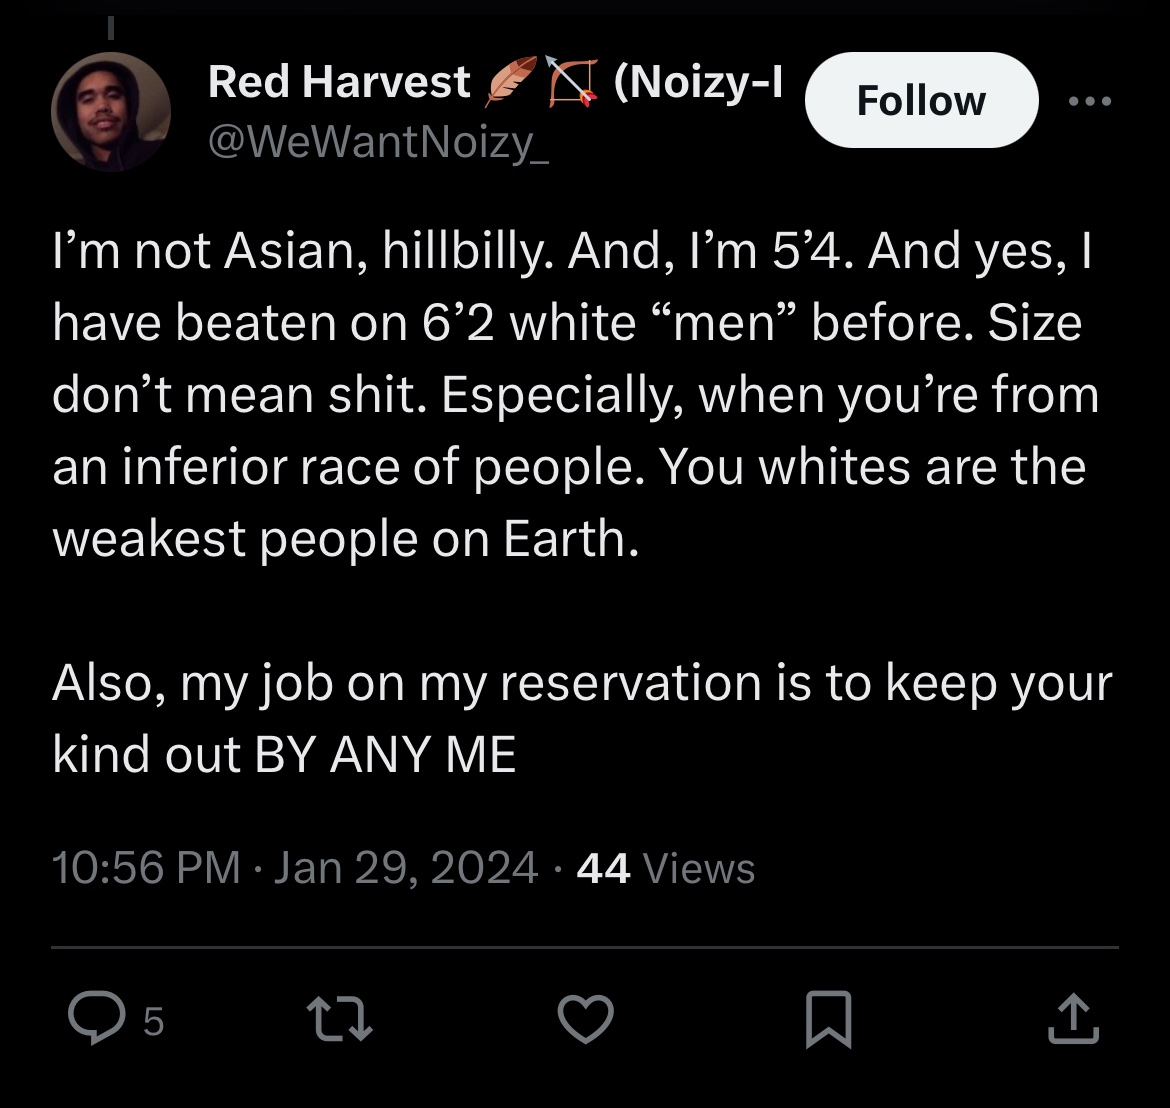 Red Harvest 🪶🏹 (Noizy-I
Follow
@WeWantNoizy_
I’m not Asian, hillbilly. And, I’m 5’4. And yes, I
have beaten on 6’2 white “men” before. Size
don’t mean shit. Especially, when you’re from
an inferior race of people. You whites are the
weakest people on Earth.
Also, my job on my reservation is to keep your
kind out BY ANY ME
10:56 PM · Jan 29, 2024 · 44 Views
5